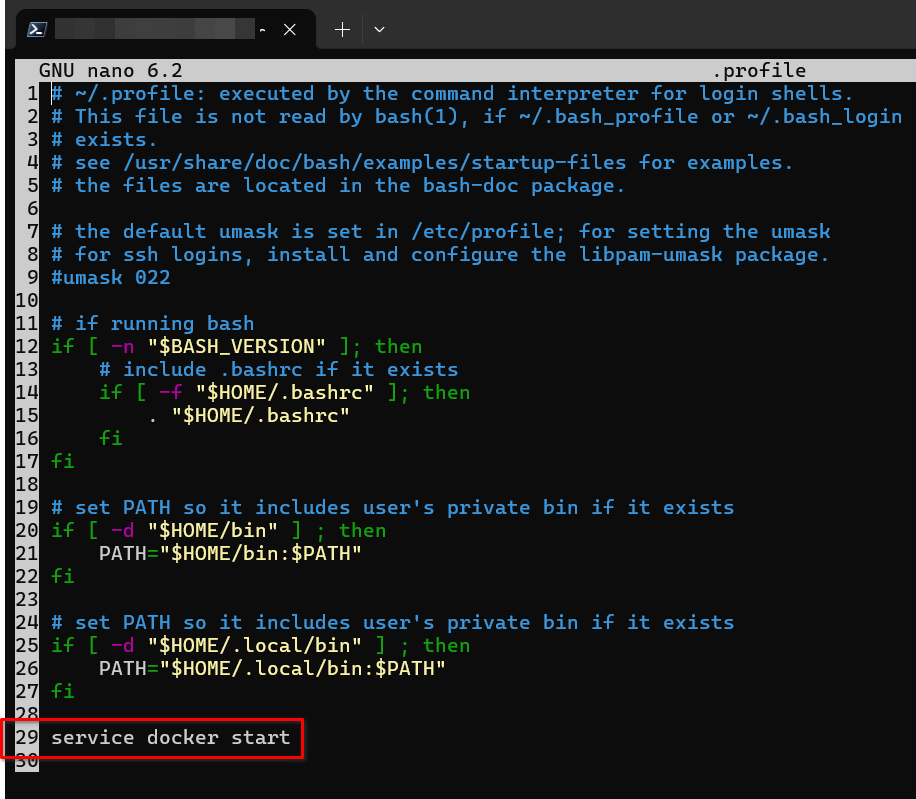 GNU nano 6.2 .profile
1 # ~/.profile: executed by the command interpreter for login shells.
2 # This file is not read by bash(1), if ~/.bash_profile or ~/.bash_login
3 # exists.
4 # see /usr/share/doc/bash/examples/startup-files for examples.
5 # the files are located in the bash-doc package.
6
7 # the default umask is set in /etc/profile; for setting the umask
8 # for ssh logins, install and configure the libpam-umask package.
9 #umask 022
10
11 # if running bash
12 if [ -n "$BASH_VERSION" ]; then
13     # include .bashrc if it exists
14     if [ -f "$HOME/.bashrc" ]; then
15         . "$HOME/.bashrc"
16     fi
17 fi
18
19 # set PATH so it includes user's private bin if it exists
20 if [ -d "$HOME/bin" ] ; then
21     PATH="$HOME/bin:$PATH"
22 fi
23
24 # set PATH so it includes user's private bin if it exists
25 if [ -d "$HOME/.local/bin" ] ; then
26     PATH="$HOME/.local/bin:$PATH"
27 fi
28
29 service docker start
30